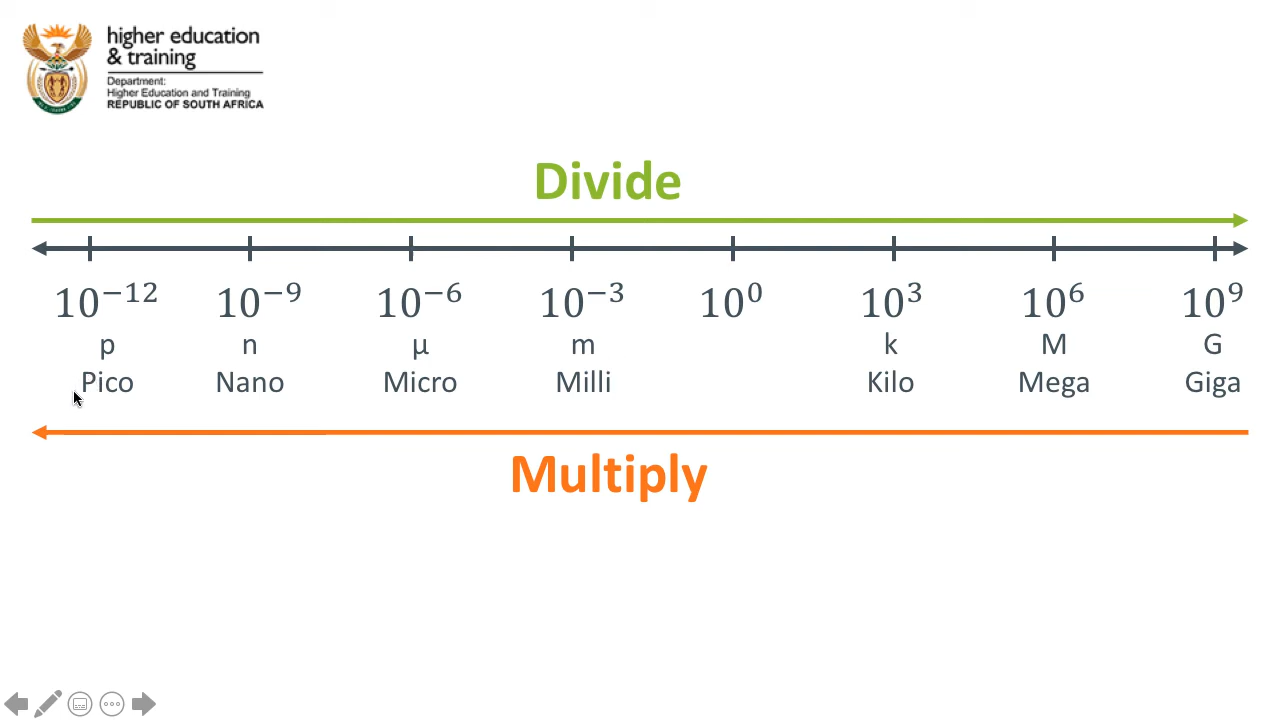 higher education
& training
Department:
Higher Education and Training
REPUBLIC OF SOUTH AFRICA
Divide
10⁻¹² 10⁻⁹ 10⁻⁶ 10⁻³ 10⁰ 10³ 10⁶ 10⁹
p n μ m k M G
Pico Nano Micro Milli Kilo Mega Giga
Multiply